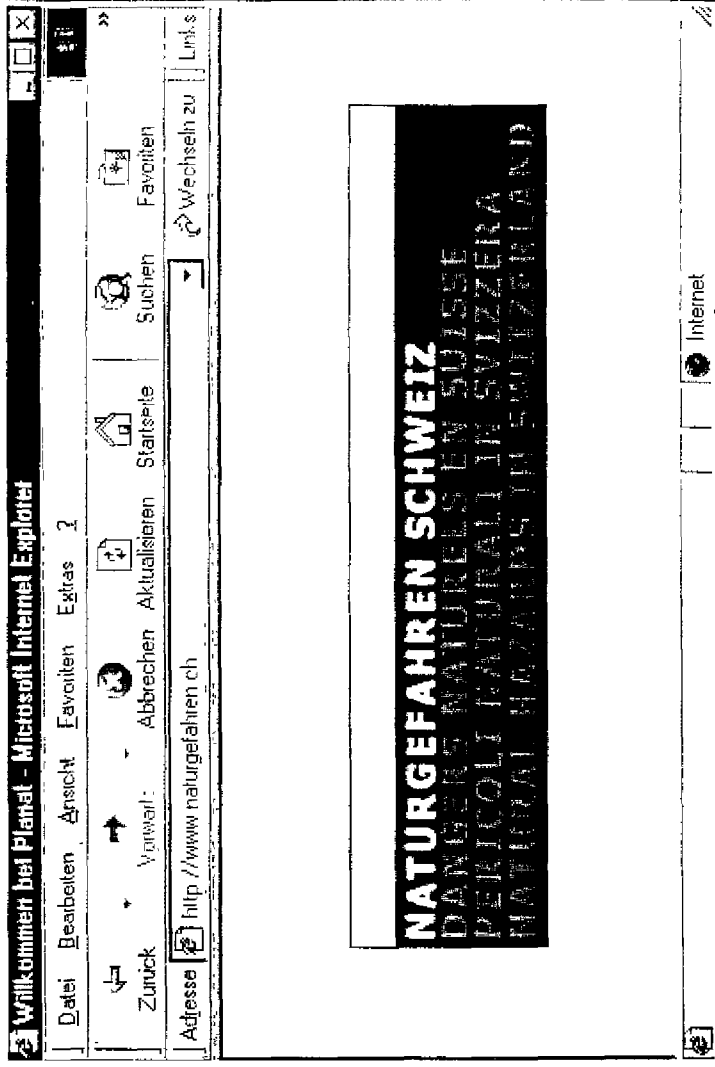 Willkommen bei Planat - Microsoft Internet Explorer
Datei Bearbeiten Ansicht Favoriten Extras ?
Zurück Vorwärts Abbrechen Aktualisieren Startseite Suchen Favoriten »
Adresse http://www.naturgefahren.ch Wechseln zu Links
NATURGEFAHREN SCHWEIZ
DANGERS NATURELS EN SUISSE
PERICOLI NATURALI IN SVIZZERA
NATURAL HAZARDS IN SWITZERLAND
Internet